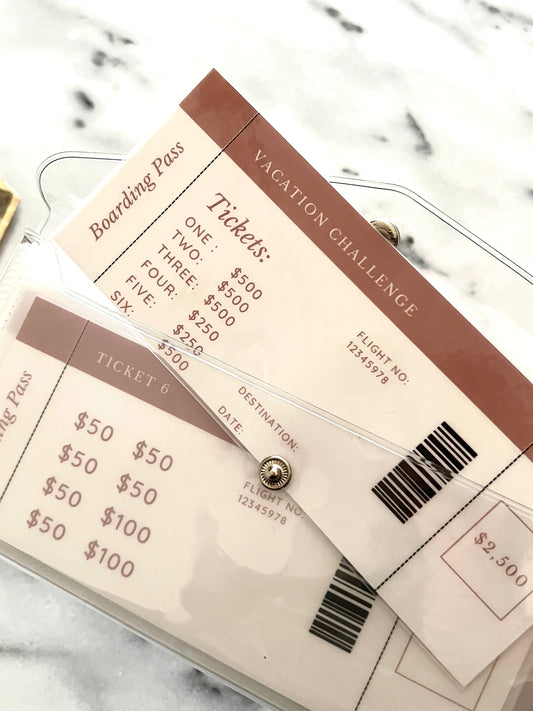 Boarding Pass
VACATION CHALLENGE
Tickets:
ONE : $500
TWO: $500
THREE: $500
FOUR: $250
FIVE: $250
SIX: $500
FLIGHT NO:
12345978
DESTINATION:
DATE:
$2,500
ding Pass
TICKET 6
$50 $50
$50 $50
$50 $100
$50 $100
FLIGHT NO:
12345978